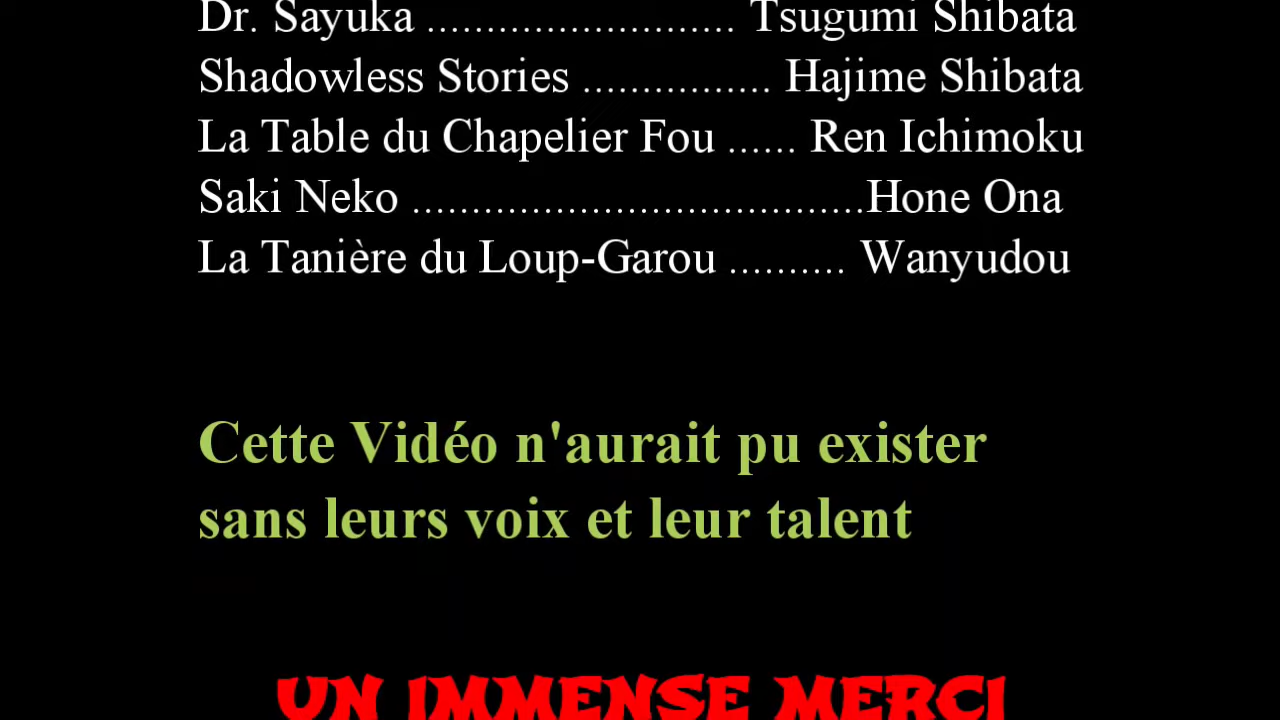 Dr. Sayuka .......................... Tsugumi Shibata
Shadowless Stories ................ Hajime Shibata
La Table du Chapelier Fou ...... Ren Ichimoku
Saki Neko ......................................Hone Ona
La Tanière du Loup-Garou .......... Wanyudou
Cette Vidéo n'aurait pu exister
sans leurs voix et leur talent
UN IMMENSE MERCI